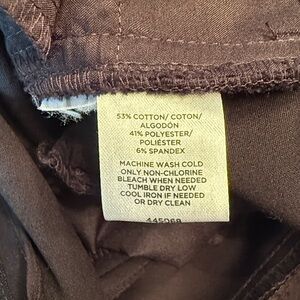 53% COTTON/ COTON/
ALGODÓN
41% POLYESTER/
POLIÉSTER
6% SPANDEX
MACHINE WASH COLD
ONLY NON-CHLORINE
BLEACH WHEN NEEDED
TUMBLE DRY LOW
COOL IRON IF NEEDED
OR DRY CLEAN
445068